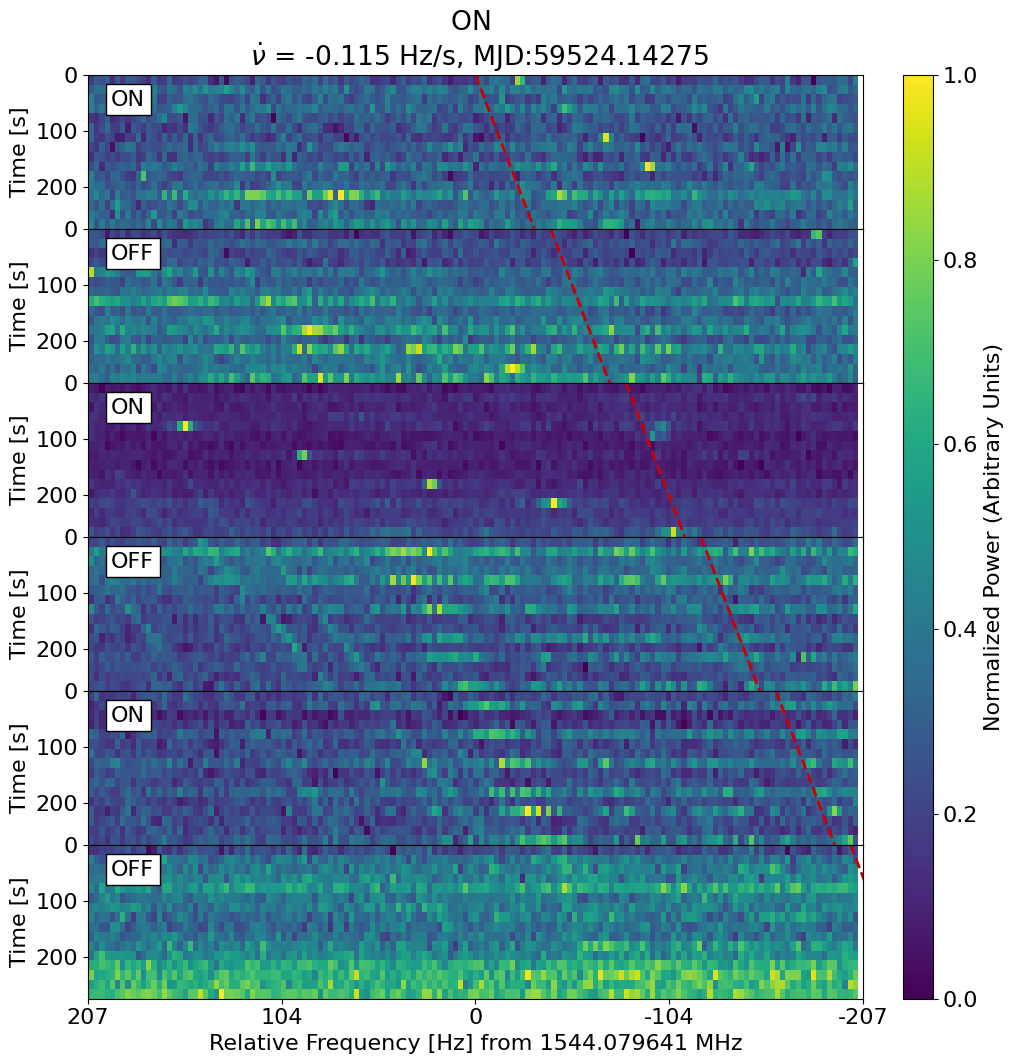 ON
ν̇ = -0.115 Hz/s, MJD:59524.14275
0
ON
100
200
Time [s]
0
OFF
100
200
Time [s]
0
ON
100
200
Time [s]
0
OFF
100
200
Time [s]
0
ON
100
200
Time [s]
0
OFF
100
200
Time [s]
207 104 0 -104 -207
Relative Frequency [Hz] from 1544.079641 MHz
1.0
0.8
0.6
0.4
0.2
0.0
Normalized Power (Arbitrary Units)